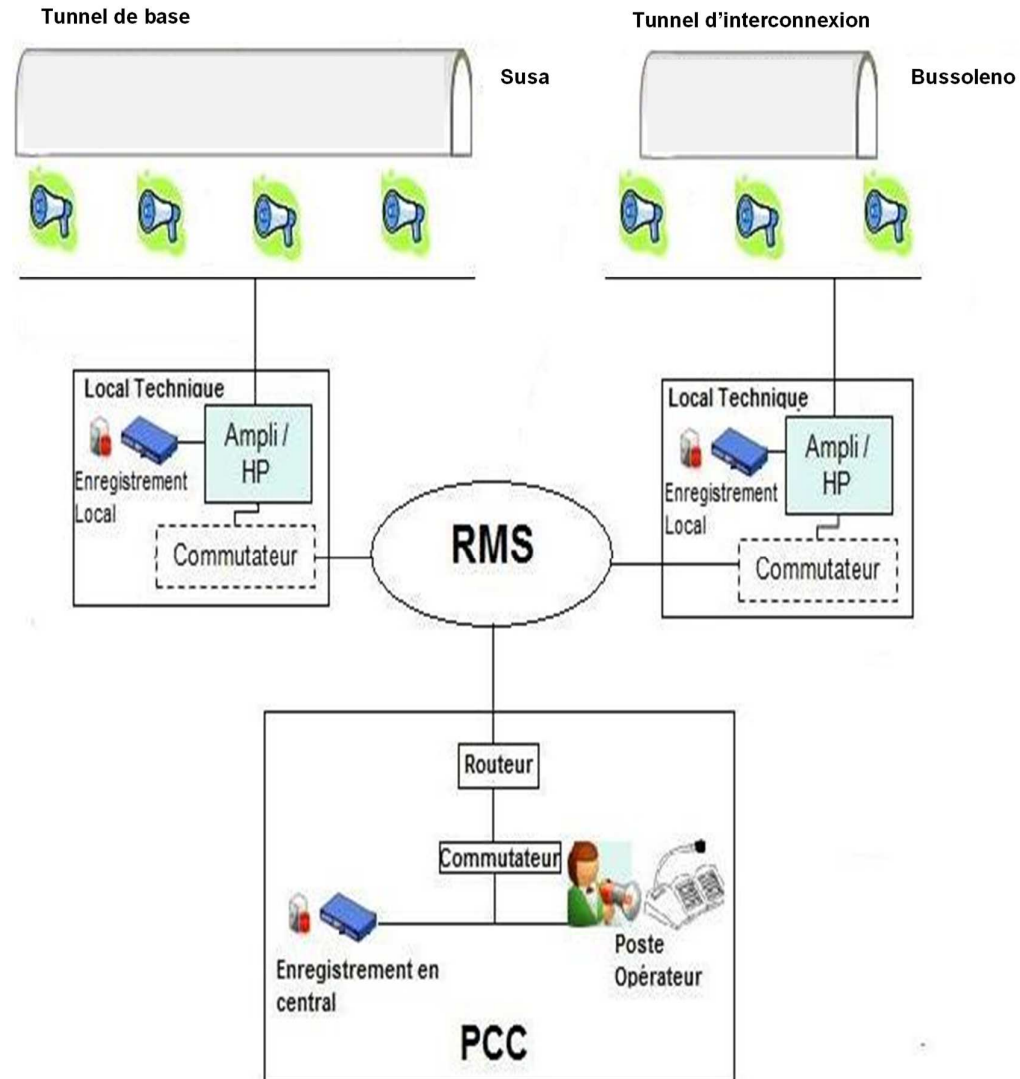 Tunnel de base
Tunnel d'interconnexion
Susa
Bussoleno
Local Technique
Ampli /
HP
Enregistrement
Local
Commutateur
RMS
Local Technique
Ampli /
HP
Enregistrement
Local
Commutateur
Routeur
Commutateur
Poste
Opérateur
Enregistrement en
central
PCC